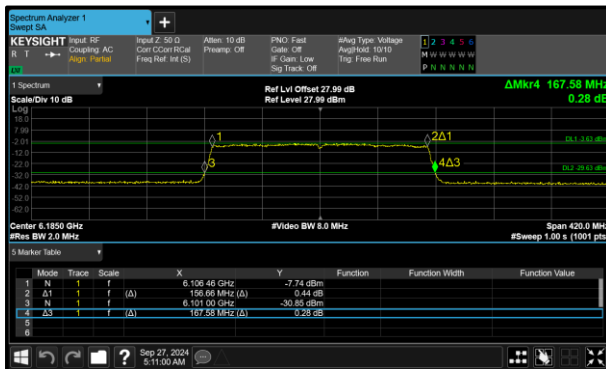 Spectrum Analyzer 1
Swept SA
KEYSIGHT Input: RF Input Z: 50 Ω Atten: 10 dB PNO: Fast #Avg Type: Voltage 1 2 3 4 5 6
R T Coupling: AC Corr CCorr RCal Preamp: Off Gate: Off Avg|Hold: 10/10 M W W W W W
Align: Partial Freq Ref: Int (S) IF Gain: Low Trig: Free Run P N N N N N
Sig Track: Off
1 Spectrum Ref Lvl Offset 27.99 dB ΔMkr4 167.58 MHz
Scale/Div 10 dB Ref Level 27.99 dBm 0.28 dB
Log
18.0
7.99
-2.01 1 2Δ1 DL1 -3.63 dBm
-12.0
-22.0 3 4Δ3
-32.0 DL2 -29.63 dBm
-42.0
-52.0
-62.0
Center 6.1850 GHz #Video BW 8.0 MHz Span 420.0 MHz
#Res BW 2.0 MHz #Sweep 1.00 s (1001 pts)
5 Marker Table
Mode Trace Scale X Y Function Function Width Function Value
1 N 1 f 6.106 46 GHz -7.74 dBm
2 Δ1 1 f (Δ) 156.66 MHz (Δ) 0.44 dB
3 N 1 f 6.101 00 GHz -30.85 dBm
4 Δ3 1 f (Δ) 167.58 MHz (Δ) 0.28 dB
5
6
? Sep 27, 2024
5:11:00 AM